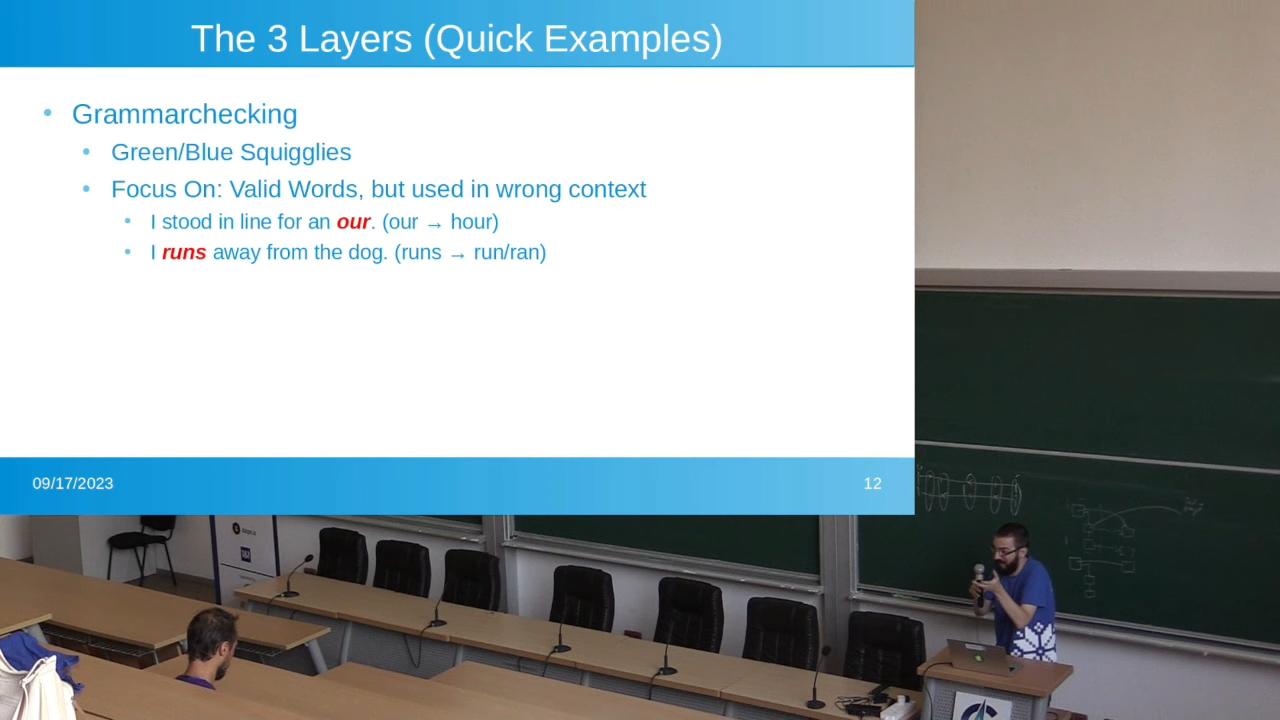 The 3 Layers (Quick Examples)
• Grammarchecking
• Green/Blue Squigglies
• Focus On: Valid Words, but used in wrong context
• I stood in line for an our. (our → hour)
• I runs away from the dog. (runs → run/ran)
09/17/2023
12